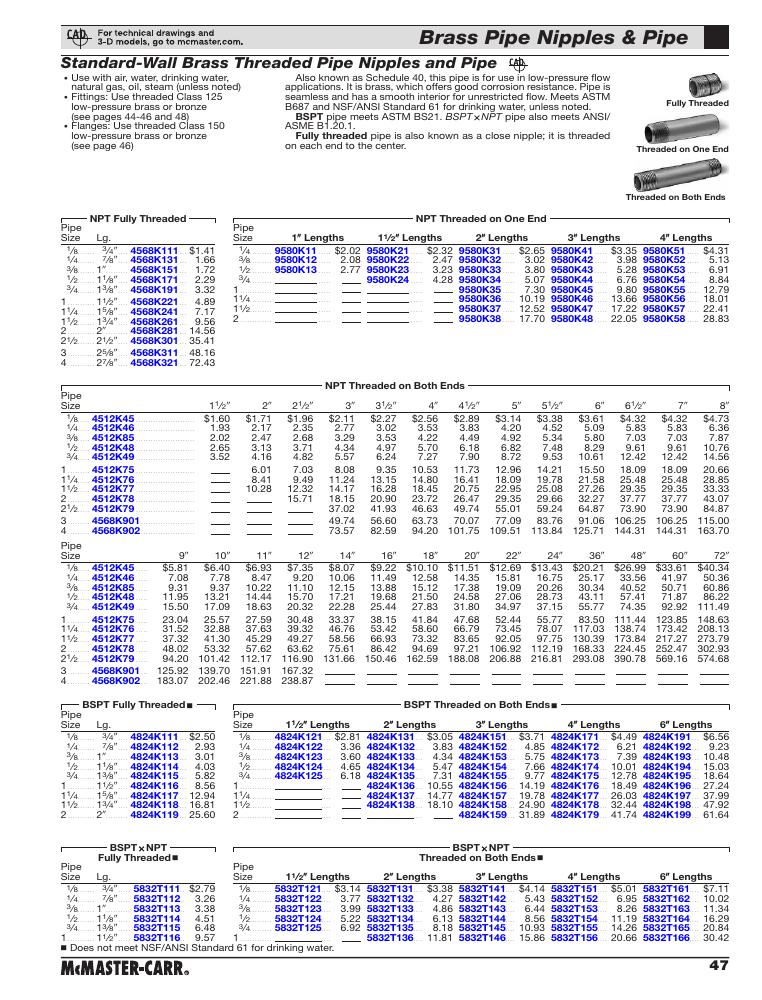 CAD
For technical drawings and
3-D models, go to mcmaster.com.
Brass Pipe Nipples & Pipe
Standard-Wall Brass Threaded Pipe Nipples and Pipe CAD
• Use with air, water, drinking water,
natural gas, oil, steam (unless noted)
• Fittings: Use threaded Class 125
low-pressure brass or bronze
(see pages 44-46 and 48)
• Flanges: Use threaded Class 150
low-pressure brass or bronze
(see page 46)
Also known as Schedule 40, this pipe is for use in low-pressure flow
applications. It is brass, which offers good corrosion resistance. Pipe is
seamless and has a smooth interior for unrestricted flow. Meets ASTM
B687 and NSF/ANSI Standard 61 for drinking water, unless noted.
BSPT pipe meets ASTM BS21. BSPT×NPT pipe also meets ANSI/
ASME B1.20.1.
Fully threaded pipe is also known as a close nipple; it is threaded
on each end to the center.
Fully Threaded
Threaded on One End
Threaded on Both Ends
NPT Fully Threaded
Pipe
Size Lg.
1/8 3/4" 4568K111 $1.41
1/4 7/8" 4568K131 1.66
3/8 1" 4568K151 1.72
1/2 1 1/8" 4568K171 2.29
3/4 1 3/8" 4568K191 3.32
1 1 1/2" 4568K221 4.89
1 1/4 1 5/8" 4568K241 7.17
1 1/2 1 3/4" 4568K261 9.56
2 2" 4568K281 14.56
2 1/2 2 1/2" 4568K301 35.41
3 2 5/8" 4568K311 48.16
4 2 7/8" 4568K321 72.43
NPT Threaded on One End
Pipe
Size 1" Lengths 1 1/2" Lengths 2" Lengths 3" Lengths 4" Lengths
1/4 9580K11 $2.02 9580K21 $2.32 9580K31 $2.65 9580K41 $3.35 9580K51 $4.31
3/8 9580K12 2.08 9580K22 2.47 9580K32 3.02 9580K42 3.98 9580K52 5.13
1/2 9580K13 2.77 9580K23 3.23 9580K33 3.80 9580K43 5.28 9580K53 6.91
3/4 9580K24 4.28 9580K34 5.07 9580K44 6.76 9580K54 8.84
1 9580K35 7.30 9580K45 9.80 9580K55 12.79
1 1/4 9580K36 10.19 9580K46 13.66 9580K56 18.01
1 1/2 9580K37 12.52 9580K47 17.22 9580K57 22.41
2 9580K38 17.70 9580K48 22.05 9580K58 28.83
NPT Threaded on Both Ends
Pipe
Size 1 1/2" 2" 2 1/2" 3" 3 1/2" 4" 4 1/2" 5" 5 1/2" 6" 6 1/2" 7" 8"
1/8 4512K45 $1.60 $1.71 $1.96 $2.11 $2.27 $2.56 $2.89 $3.14 $3.38 $3.61 $4.32 $4.32 $4.73
1/4 4512K46 1.93 2.17 2.35 2.77 3.02 3.53 3.83 4.20 4.52 5.09 5.83 5.83 6.36
3/8 4512K85 2.02 2.47 2.68 3.29 3.53 4.22 4.49 4.92 5.34 5.80 7.03 7.03 7.87
1/2 4512K48 2.65 3.13 3.71 4.34 4.97 5.70 6.18 6.82 7.48 8.29 9.61 9.61 10.76
3/4 4512K49 3.52 4.16 4.82 5.57 6.24 7.27 7.90 8.72 9.53 10.61 12.42 12.42 14.56
1 4512K75 6.01 7.03 8.08 9.35 10.53 11.73 12.96 14.21 15.50 18.09 18.09 20.66
1 1/4 4512K76 8.41 9.49 11.24 13.15 14.80 16.41 18.09 19.78 21.58 25.48 25.48 28.85
1 1/2 4512K77 10.28 12.32 14.17 16.28 18.45 20.75 22.95 25.08 27.26 29.35 29.35 33.33
2 4512K78 15.71 18.15 20.90 23.72 26.47 29.35 29.66 32.27 37.77 37.77 43.07
2 1/2 4512K79 37.02 41.93 46.63 49.74 55.01 59.24 64.87 73.90 73.90 84.87
3 4568K901 49.74 56.60 63.73 70.07 77.09 83.76 91.06 106.25 106.25 115.00
4 4568K902 73.57 82.59 94.20 101.75 109.51 113.84 125.71 144.31 144.31 163.70
Pipe
Size 9" 10" 11" 12" 14" 16" 18" 20" 22" 24" 36" 48" 60" 72"
1/8 4512K45 $5.81 $6.40 $6.93 $7.35 $8.07 $9.22 $10.10 $11.51 $12.69 $13.43 $20.21 $26.99 $33.61 $40.34
1/4 4512K46 7.08 7.78 8.47 9.20 10.06 11.49 12.58 14.35 15.81 16.75 25.17 33.56 41.97 50.36
3/8 4512K85 9.31 9.37 10.22 11.10 12.15 13.88 15.12 17.38 19.09 20.26 30.34 40.52 50.71 60.86
1/2 4512K48 11.95 13.21 14.44 15.70 17.21 19.68 21.50 24.58 27.06 28.73 43.11 57.41 71.87 86.22
3/4 4512K49 15.50 17.09 18.63 20.32 22.28 25.44 27.83 31.80 34.97 37.15 55.77 74.35 92.92 111.49
1 4512K75 23.04 25.57 27.59 30.48 33.37 38.15 41.84 47.68 52.44 55.77 83.50 111.44 123.85 148.63
1 1/4 4512K76 31.52 32.88 37.63 39.32 46.76 53.42 58.60 66.79 73.45 78.07 117.03 138.74 173.42 208.13
1 1/2 4512K77 37.32 41.30 45.29 49.27 58.56 66.93 73.32 83.65 92.05 97.75 130.39 173.84 217.27 273.79
2 4512K78 48.02 53.32 57.62 63.62 75.61 86.42 94.69 97.21 106.92 112.19 168.33 224.45 252.47 302.93
2 1/2 4512K79 94.20 101.42 112.17 116.90 131.66 150.46 162.59 188.08 206.88 216.81 293.08 390.78 569.16 574.68
3 4568K901 125.92 139.70 151.91 167.32
4 4568K902 183.07 202.46 221.88 238.87
BSPT Fully Threaded■
Pipe
Size Lg.
1/8 3/4" 4824K111 $2.50
1/4 7/8" 4824K112 2.93
3/8 1" 4824K113 3.01
1/2 1 1/8" 4824K114 4.03
3/4 1 3/8" 4824K115 5.82
1 1 1/2" 4824K116 8.56
1 1/4 1 5/8" 4824K117 12.94
1 1/2 1 3/4" 4824K118 16.81
2 2" 4824K119 25.60
BSPT Threaded on Both Ends■
Pipe
Size 1 1/2" Lengths 2" Lengths 3" Lengths 4" Lengths 6" Lengths
1/8 4824K121 $2.81 4824K131 $3.05 4824K151 $3.71 4824K171 $4.49 4824K191 $6.56
1/4 4824K122 3.36 4824K132 3.83 4824K152 4.85 4824K172 6.21 4824K192 9.23
3/8 4824K123 3.60 4824K133 4.34 4824K153 5.75 4824K173 7.39 4824K193 10.48
1/2 4824K124 4.65 4824K134 5.47 4824K154 7.66 4824K174 10.01 4824K194 15.03
3/4 4824K125 6.18 4824K135 7.31 4824K155 9.77 4824K175 12.78 4824K195 18.64
1 4824K136 10.55 4824K156 14.19 4824K176 18.49 4824K196 27.24
1 1/4 4824K137 14.77 4824K157 19.78 4824K177 26.03 4824K197 37.99
1 1/2 4824K138 18.10 4824K158 24.90 4824K178 32.44 4824K198 47.92
2 4824K159 31.89 4824K179 41.74 4824K199 61.64
BSPT×NPT
Fully Threaded■
Pipe
Size Lg.
1/8 3/4" 5832T111 $2.79
1/4 7/8" 5832T112 3.26
3/8 1" 5832T113 3.38
1/2 1 1/8" 5832T114 4.51
3/4 1 3/8" 5832T115 6.48
1 1 1/2" 5832T116 9.57
BSPT×NPT
Threaded on Both Ends■
Pipe
Size 1 1/2" Lengths 2" Lengths 3" Lengths 4" Lengths 6" Lengths
1/8 5832T121 $3.14 5832T131 $3.38 5832T141 $4.14 5832T151 $5.01 5832T161 $7.11
1/4 5832T122 3.77 5832T132 4.27 5832T142 5.43 5832T152 6.95 5832T162 10.02
3/8 5832T123 3.99 5832T133 4.86 5832T143 6.44 5832T153 8.26 5832T163 11.34
1/2 5832T124 5.22 5832T134 6.13 5832T144 8.56 5832T154 11.19 5832T164 16.29
3/4 5832T125 6.92 5832T135 8.18 5832T145 10.93 5832T155 14.26 5832T165 20.84
1 5832T136 11.81 5832T146 15.86 5832T156 20.66 5832T166 30.42
■ Does not meet NSF/ANSI Standard 61 for drinking water.
McMASTER-CARR®
47